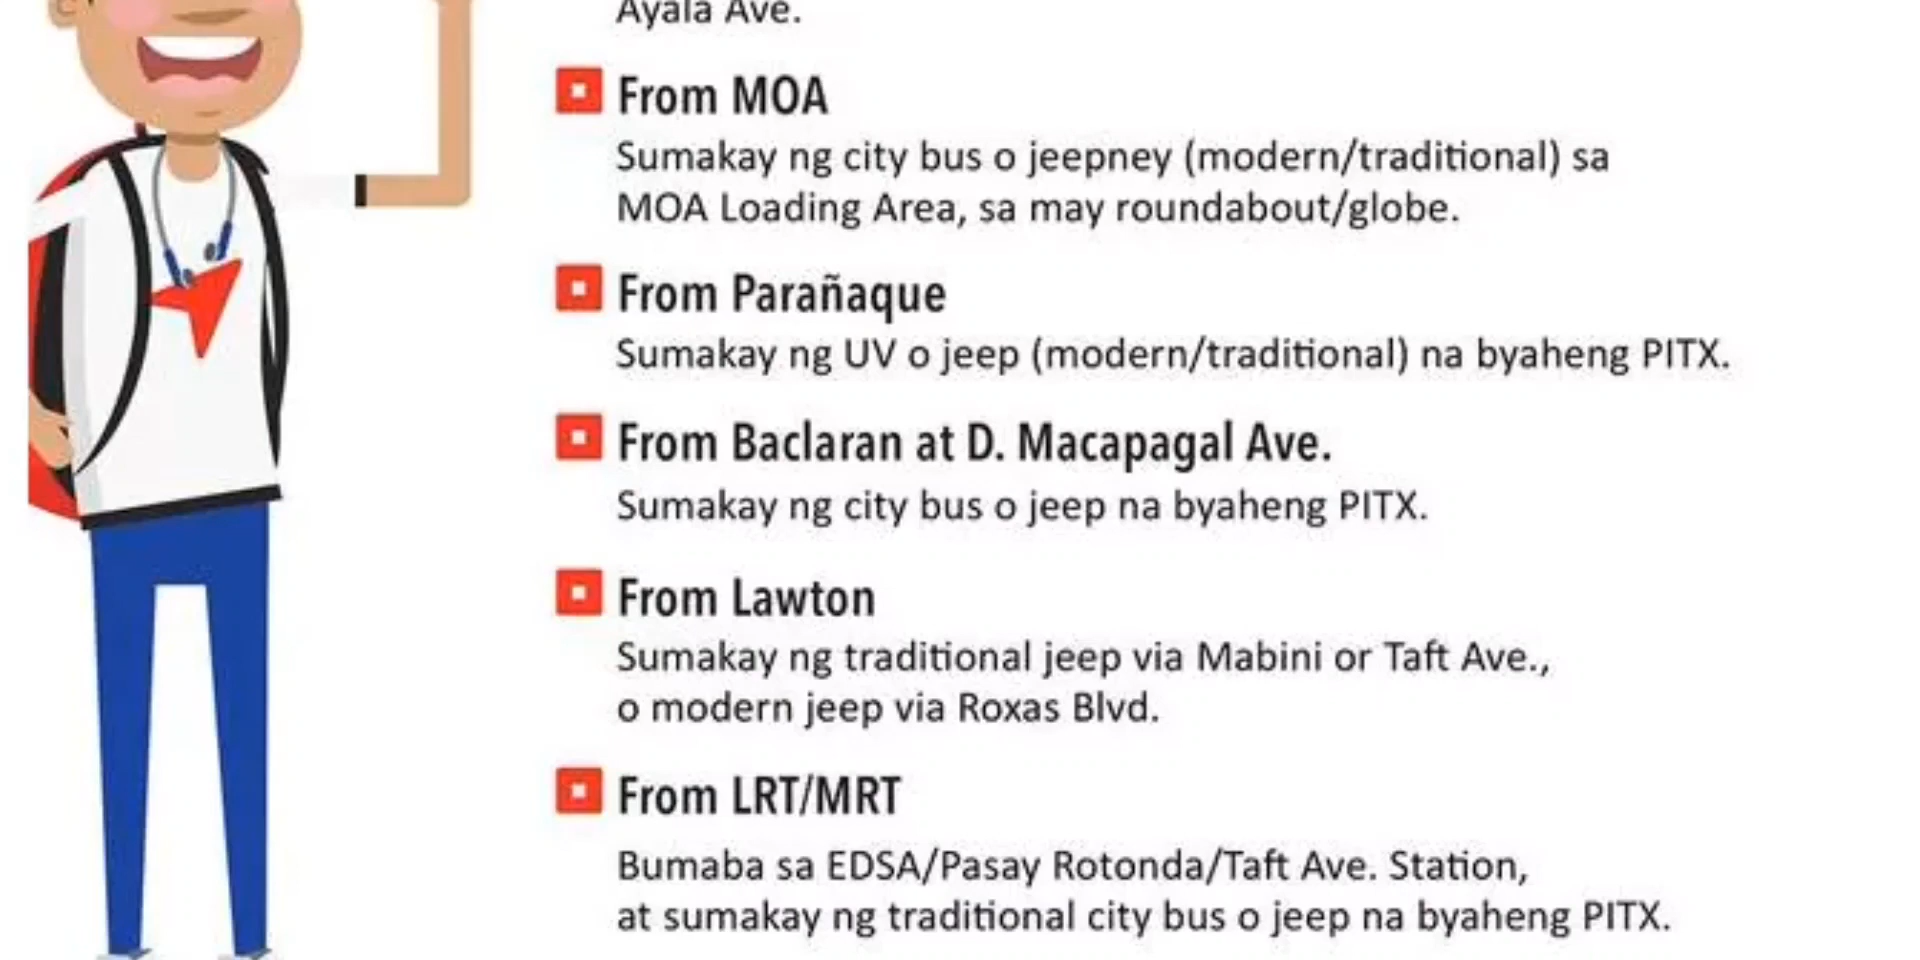 Ayala Ave.
From MOA
Sumakay ng city bus o jeepney (modern/traditional) sa
MOA Loading Area, sa may roundabout/globe.
From Parañaque
Sumakay ng UV o jeep (modern/traditional) na byaheng PITX.
From Baclaran at D. Macapagal Ave.
Sumakay ng city bus o jeep na byaheng PITX.
From Lawton
Sumakay ng traditional jeep via Mabini or Taft Ave.,
o modern jeep via Roxas Blvd.
From LRT/MRT
Bumaba sa EDSA/Pasay Rotonda/Taft Ave. Station,
at sumakay ng traditional city bus o jeep na byaheng PITX.